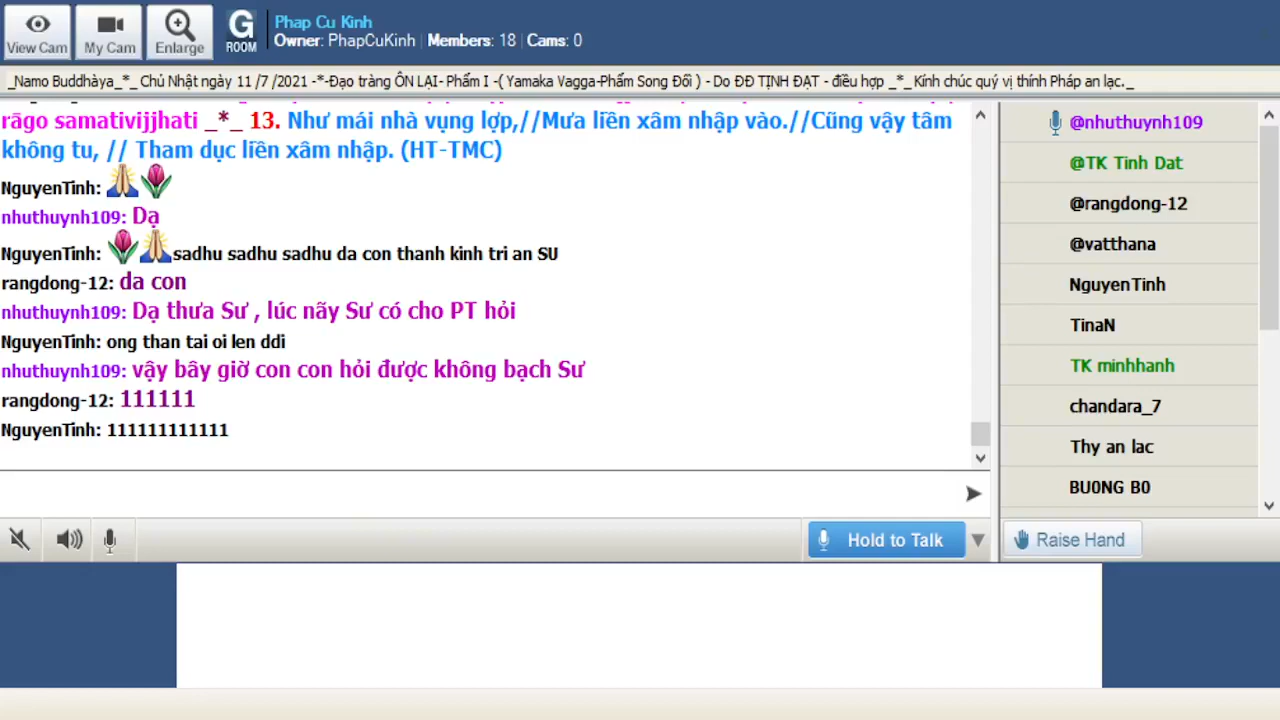 View Cam
My Cam
Enlarge
G
ROOM
Phap Cu Kinh
Owner: PhapCuKinh | Members: 18 | Cams: 0
_Namo Buddhàya_*_ Chủ Nhật ngày 11 /7 /2021 -*-Đạo tràng ÔN LẠI- Phẩm I -( Yamaka Vagga-Phẩm Song Đối ) - Do ĐĐ TỊNH ĐẠT - điều hợp _*_Kính chúc quý vị thính Pháp an lạc._
rāgo samativijjhati _*_ 13. Như mái nhà vụng lợp,//Mưa liền xâm nhập vào.//Cũng vậy tâm
không tu, // Tham dục liền xâm nhập. (HT-TMC)
NguyenTinh:
nhuthuynh109: Dạ
NguyenTinh: sadhu sadhu sadhu da con thanh kinh tri an SU
rangdong-12: da con
nhuthuynh109: Dạ thưa Sư , lúc nãy Sư có cho PT hỏi
NguyenTinh: ong than tai oi len ddi
nhuthuynh109: vậy bây giờ con con hỏi được không bạch Sư
rangdong-12: 111111
NguyenTinh: 111111111111
@nhuthuynh109
@TK Tinh Dat
@rangdong-12
@vatthana
NguyenTinh
TinaN
TK minhhanh
chandara_7
Thy an lac
BU0NG B0
Hold to Talk
Raise Hand